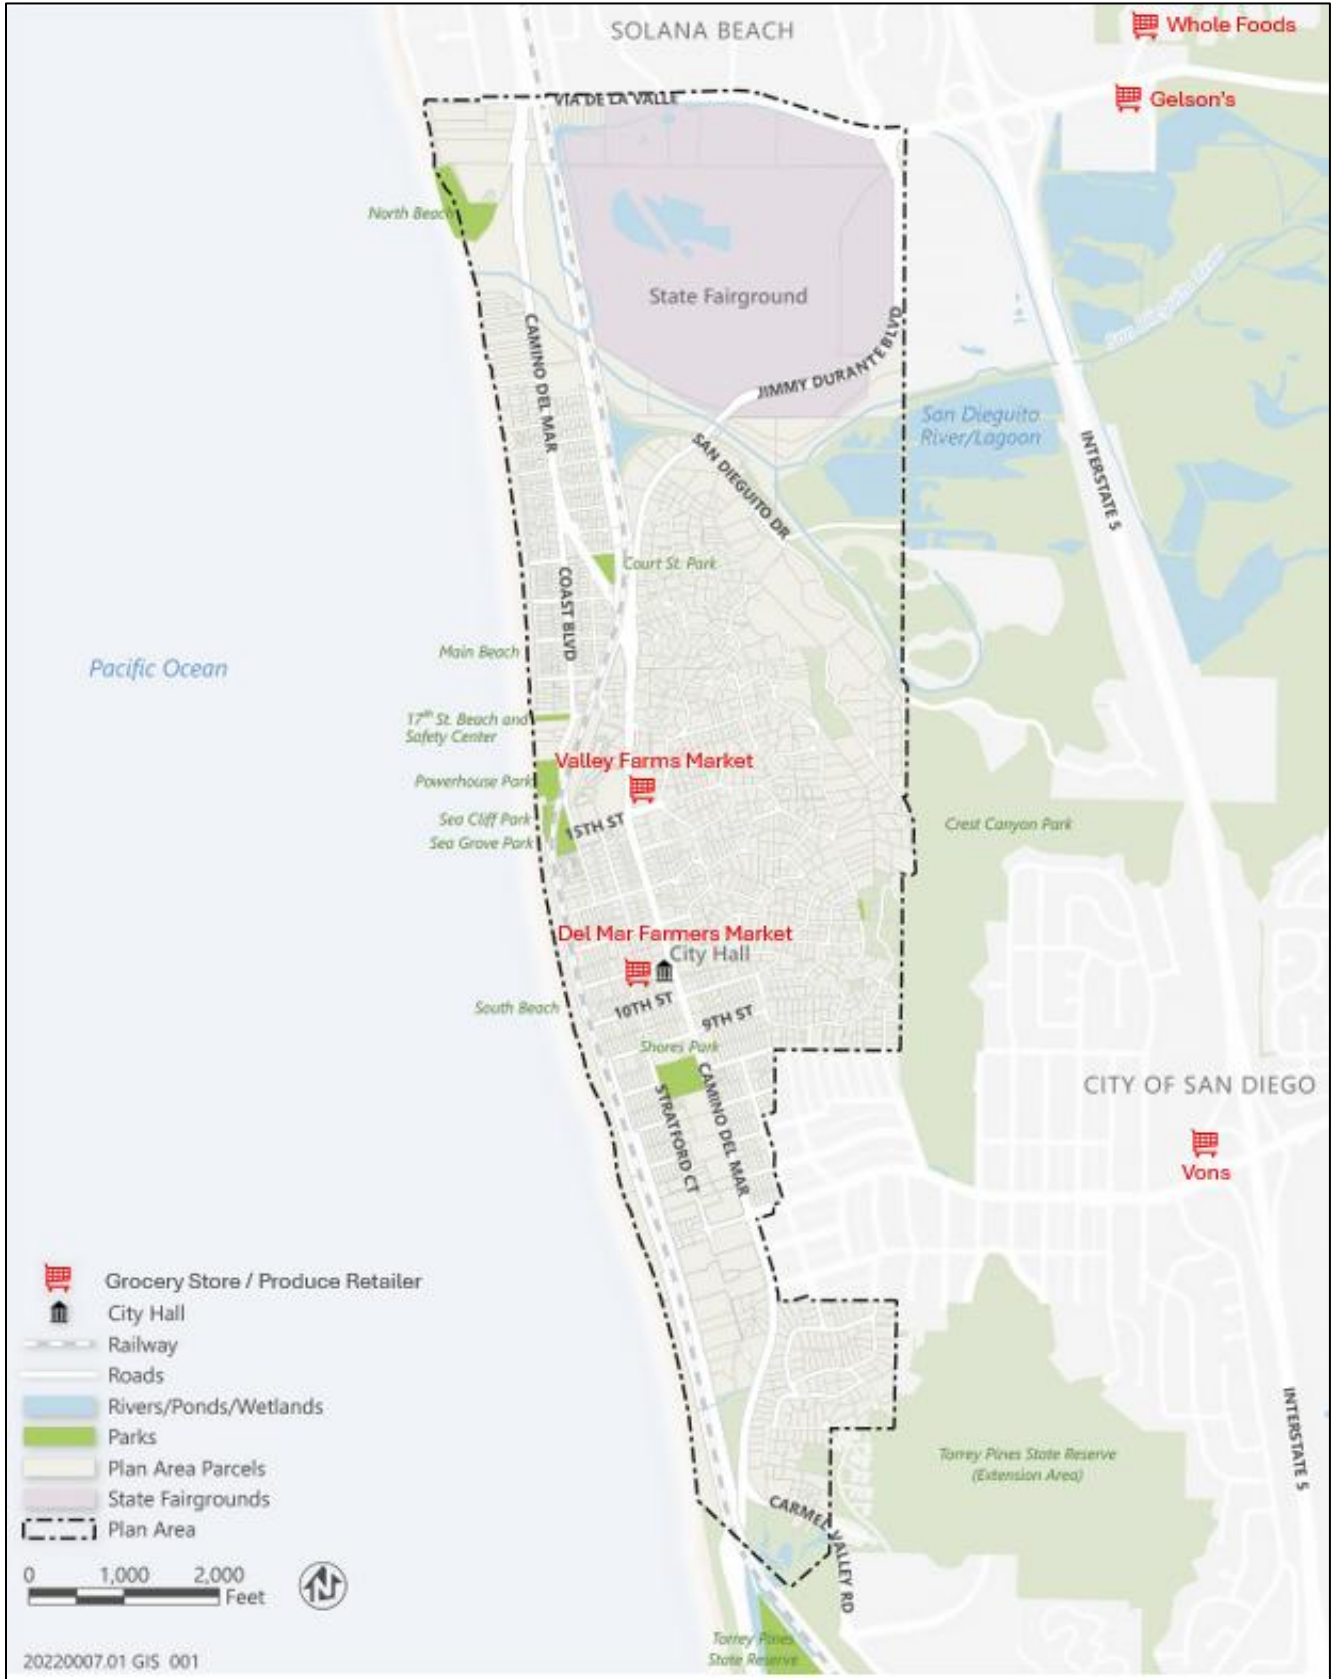 SOLANA BEACH
Whole Foods
Gelson's
VIA DE LA VALLE
North Beach
State Fairground
San Dieguito River
CAMINO DEL MAR
JIMMY DURANTE BLVD
San Dieguito
River/Lagoon
SAN DIEGUITO DR
INTERSTATE 5
Court St. Park
COAST BLVD
Main Beach
Pacific Ocean
17th St. Beach and
Safety Center
Valley Farms Market
Powerhouse Park
Sea Cliff Park
15TH ST
Sea Grove Park
Crest Canyon Park
Del Mar Farmers Market
City Hall
South Beach
10TH ST
9TH ST
Shores Park
CITY OF SAN DIEGO
STRATFORD CT
CAMINO DEL MAR
Vons
Grocery Store / Produce Retailer
City Hall
Railway
Roads
Rivers/Ponds/Wetlands
Parks
Plan Area Parcels
State Fairgrounds
Plan Area
0 1,000 2,000
Feet
N
INTERSTATE 5
Torrey Pines State Reserve
(Extension Area)
CARMEL VALLEY RD
Torrey Pines
State Reserve
20220007.01 GIS 001